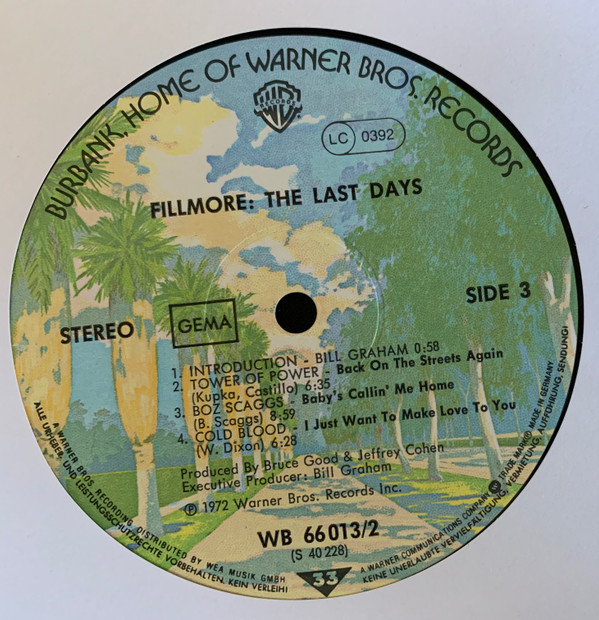 BURBANK, HOME OF WARNER BROS. RECORDS
WB
RECORDS
LC 0392
FILLMORE: THE LAST DAYS
STEREO
GEMA
SIDE 3
1. INTRODUCTION - BILL GRAHAM 0:58
2. TOWER OF POWER - Back On The Streets Again
(Kupka, Castillo) 6:35
3. BOZ SCAGGS - Baby's Callin' Me Home
(B. Scaggs) 8:59
4. COLD BLOOD - I Just Want To Make Love To You
(W. Dixon) 6:28
Produced By Bruce Good & Jeffrey Cohen
Executive Producer: Bill Graham
℗ 1972 Warner Bros. Records Inc.
WB 66 013/2
(S 40 228)
33
A WARNER BROS. RECORDING DISTRIBUTED BY WEA MUSIK GMBH
A WARNER COMMUNICATIONS COMPANY TRADE MARK(S) MADE IN GERMANY
ALLE URHEBER- UND LEISTUNGSSCHUTZRECHTE VORBEHALTEN. KEIN VERLEIH!
KEINE UNERLAUBTE VERVIELFÄLTIGUNG, VERMIETUNG, AUFFÜHRUNG, SENDUNG!